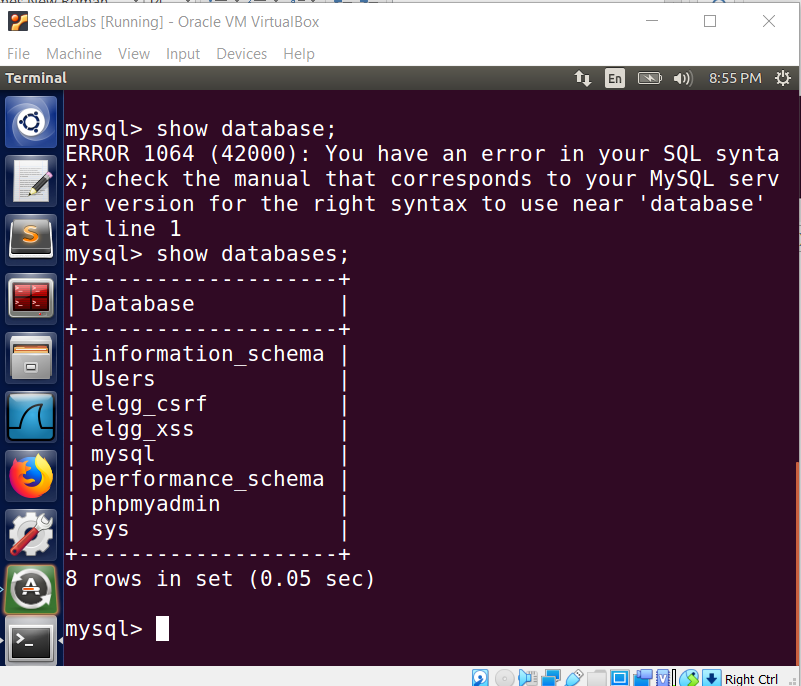 SeedLabs [Running] - Oracle VM VirtualBox
File Machine View Input Devices Help
Terminal En 8:55 PM
mysql> show database;
ERROR 1064 (42000): You have an error in your SQL synta
x; check the manual that corresponds to your MySQL serv
er version for the right syntax to use near 'database'
at line 1
mysql> show databases;
+--------------------+
| Database           |
+--------------------+
| information_schema |
| Users              |
| elgg_csrf          |
| elgg_xss           |
| mysql              |
| performance_schema |
| phpmyadmin         |
| sys                |
+--------------------+
8 rows in set (0.05 sec)
mysql>
Right Ctrl